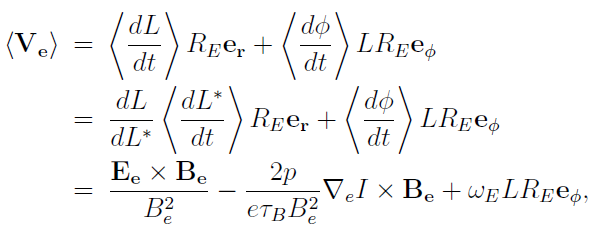 ⟨V_e⟩ = ⟨dL/dt⟩ R_E e_r + ⟨dϕ/dt⟩ L R_E e_ϕ
= dL/dL* ⟨dL*/dt⟩ R_E e_r + ⟨dϕ/dt⟩ L R_E e_ϕ
= E_e × B_e / B_e^2 − 2p / (eτ_B B_e^2) ∇_e I × B_e + ω_E L R_E e_ϕ,